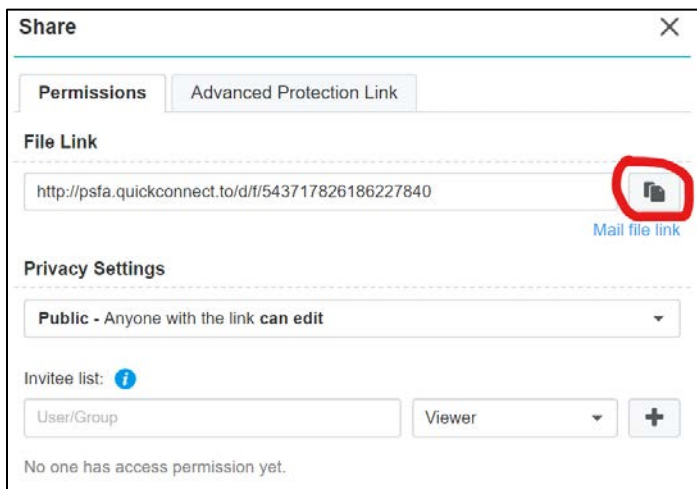 Share
Permissions Advanced Protection Link
File Link
http://psfa.quickconnect.to/d/f/543717826186227840
Mail file link
Privacy Settings
Public - Anyone with the link can edit
Invitee list:
User/Group Viewer
No one has access permission yet.